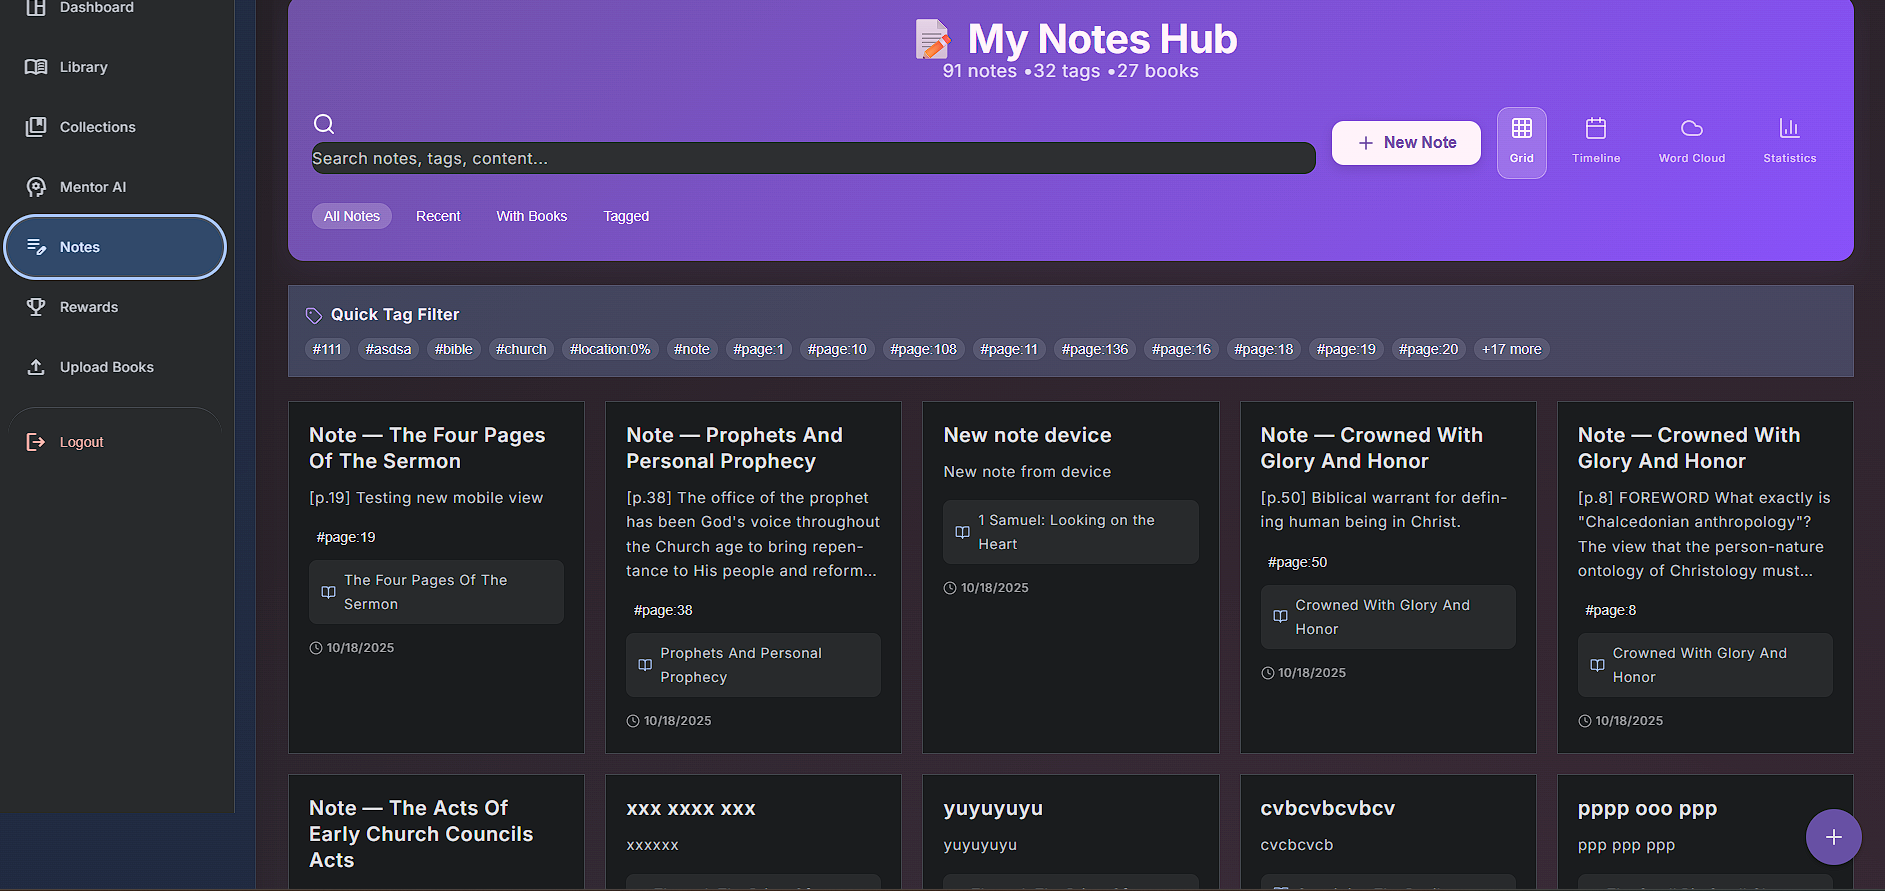 Dashboard
Library
Collections
Mentor AI
Notes
Rewards
Upload Books
Logout
My Notes Hub
91 notes •32 tags •27 books
Search notes, tags, content...
New Note
Grid
Timeline
Word Cloud
Statistics
All Notes
Recent
With Books
Tagged
Quick Tag Filter
#111
#asdsa
#bible
#church
#location:0%
#note
#page:1
#page:10
#page:108
#page:11
#page:136
#page:16
#page:18
#page:19
#page:20
+17 more
Note — The Four Pages
Of The Sermon
[p.19] Testing new mobile view
#page:19
The Four Pages Of The
Sermon
10/18/2025
Note — Prophets And
Personal Prophecy
[p.38] The office of the prophet
has been God's voice throughout
the Church age to bring repen-
tance to His people and reform...
#page:38
Prophets And Personal
Prophecy
10/18/2025
New note device
New note from device
1 Samuel: Looking on the
Heart
10/18/2025
Note — Crowned With
Glory And Honor
[p.50] Biblical warrant for defin-
ing human being in Christ.
#page:50
Crowned With Glory And
Honor
10/18/2025
Note — Crowned With
Glory And Honor
[p.8] FOREWORD What exactly is
"Chalcedonian anthropology"?
The view that the person-nature
ontology of Christology must...
#page:8
Crowned With Glory And
Honor
10/18/2025
Note — The Acts Of
Early Church Councils
Acts
xxx xxxx xxx
xxxxxx
yuyuyuyu
yuyuyuyu
cvbcvbcvbcv
cvbcvbcvb
pppp ooo ppp
ppp ppp ppp